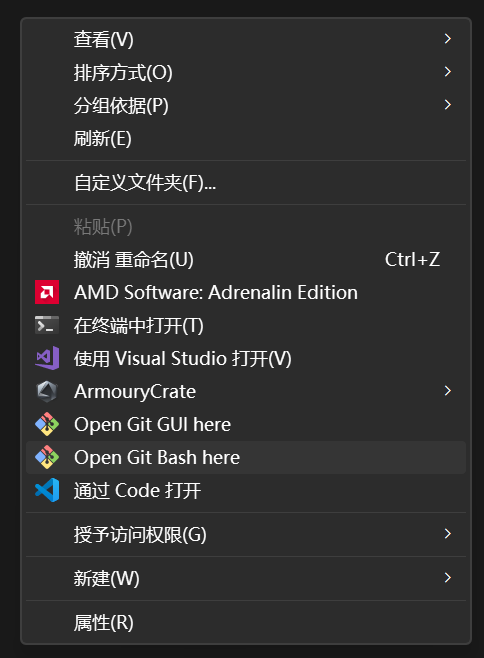 查看(V)
排序方式(O)
分组依据(P)
刷新(E)
自定义文件夹(F)...
粘贴(P)
撤消 重命名(U) Ctrl+Z
AMD Software: Adrenalin Edition
在终端中打开(T)
使用 Visual Studio 打开(V)
ArmouryCrate
Open Git GUI here
Open Git Bash here
通过 Code 打开
授予访问权限(G)
新建(W)
属性(R)